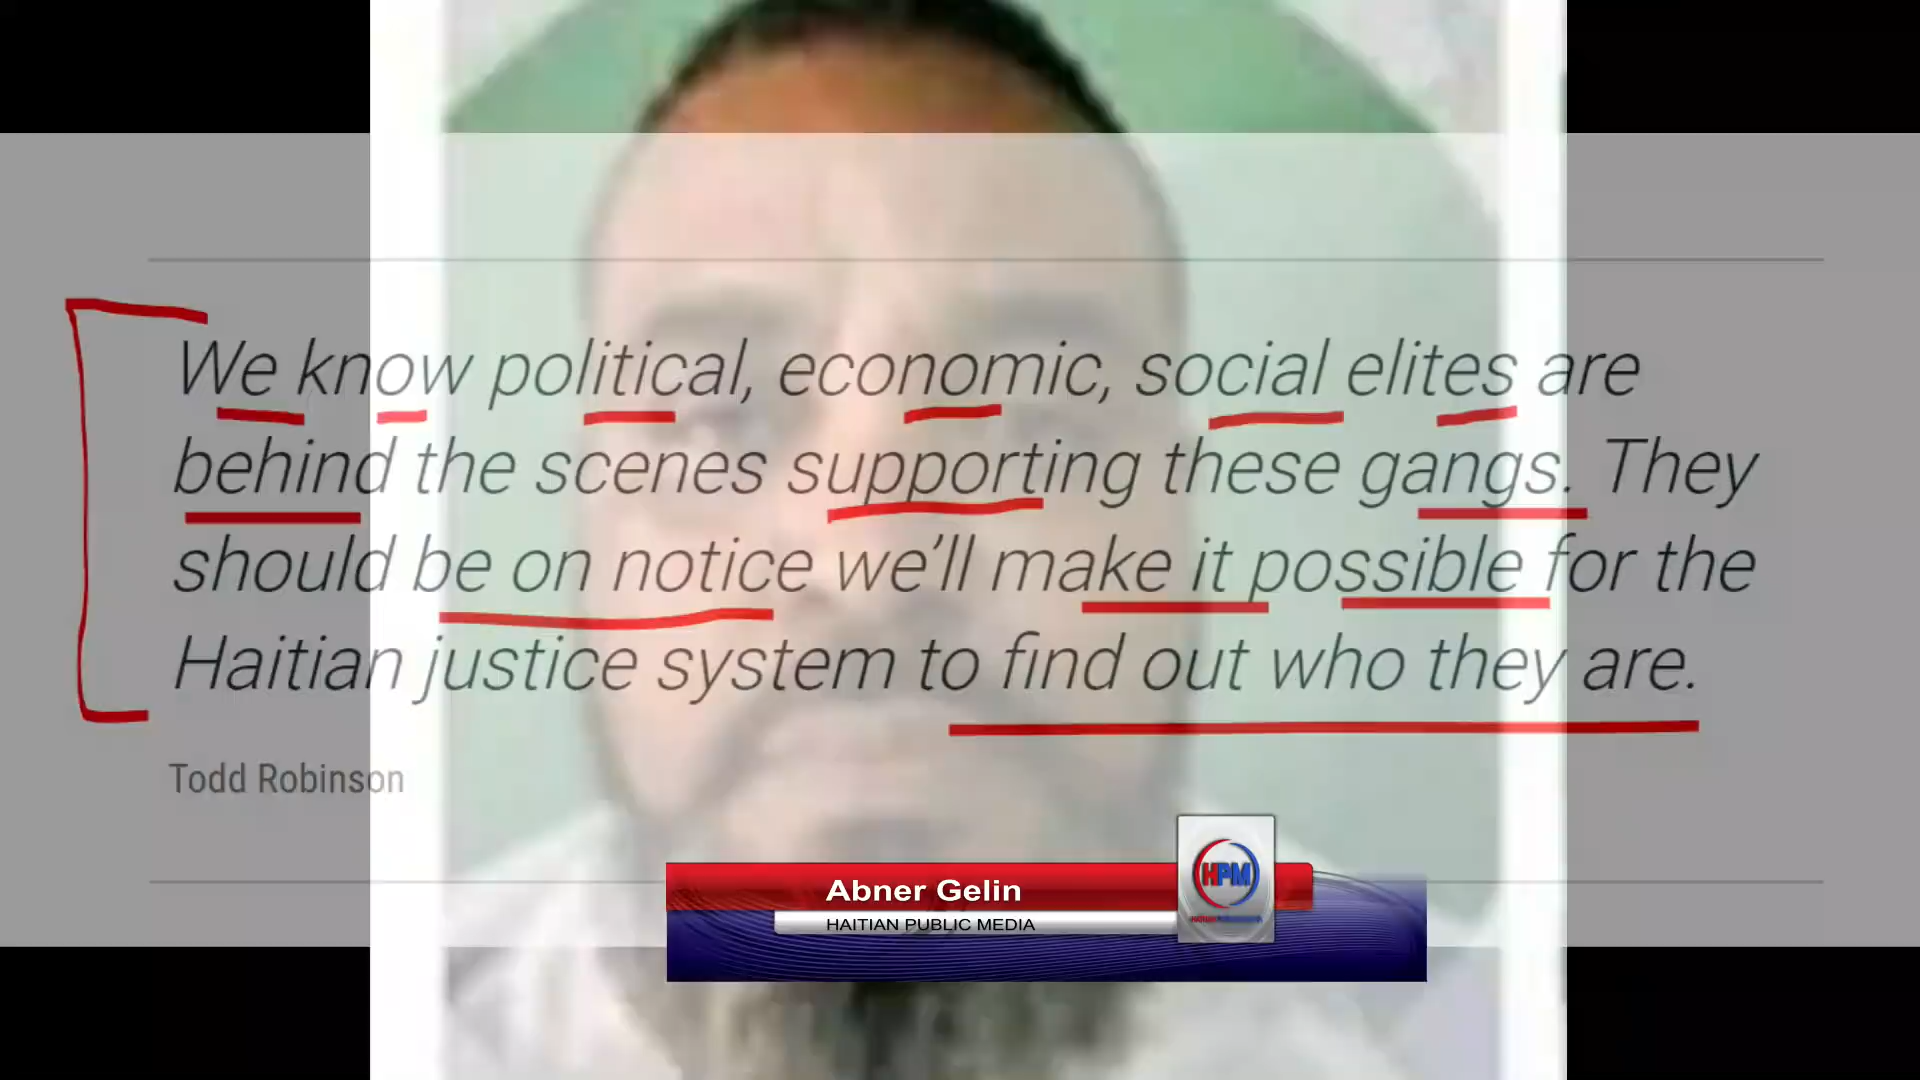 We know political, economic, social elites are
behind the scenes supporting these gangs. They
should be on notice we’ll make it possible for the
Haitian justice system to find out who they are.
Todd Robinson
Abner Gelin
HAITIAN PUBLIC MEDIA
HPM